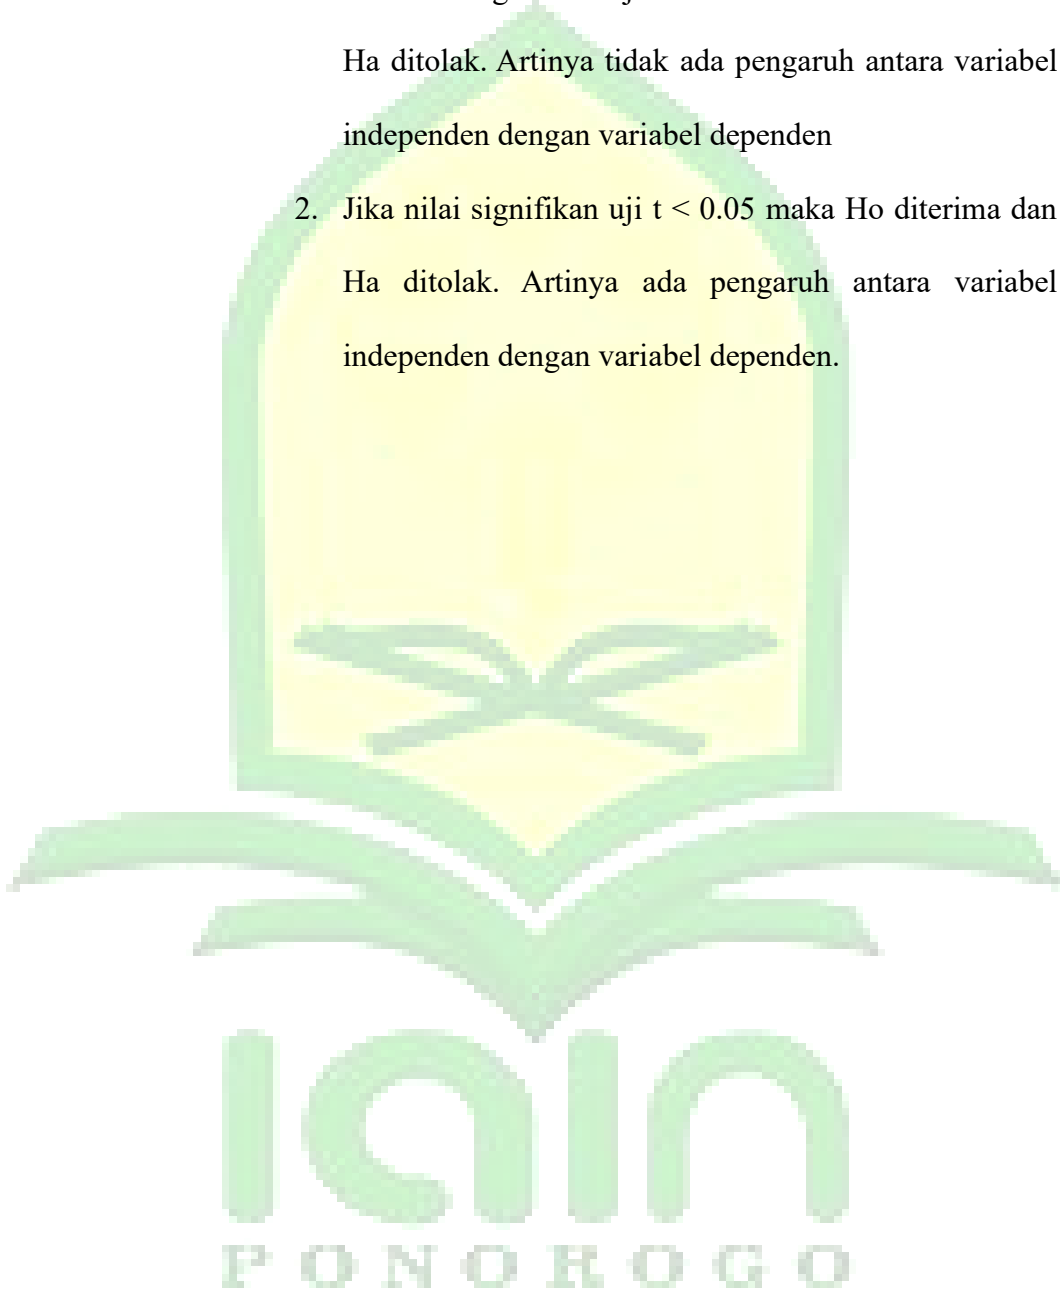 Ha ditolak. Artinya tidak ada pengaruh antara variabel
independen dengan variabel dependen
2. Jika nilai signifikan uji t < 0.05 maka Ho diterima dan
Ha ditolak. Artinya ada pengaruh antara variabel
independen dengan variabel dependen.
iain
PONOROGO